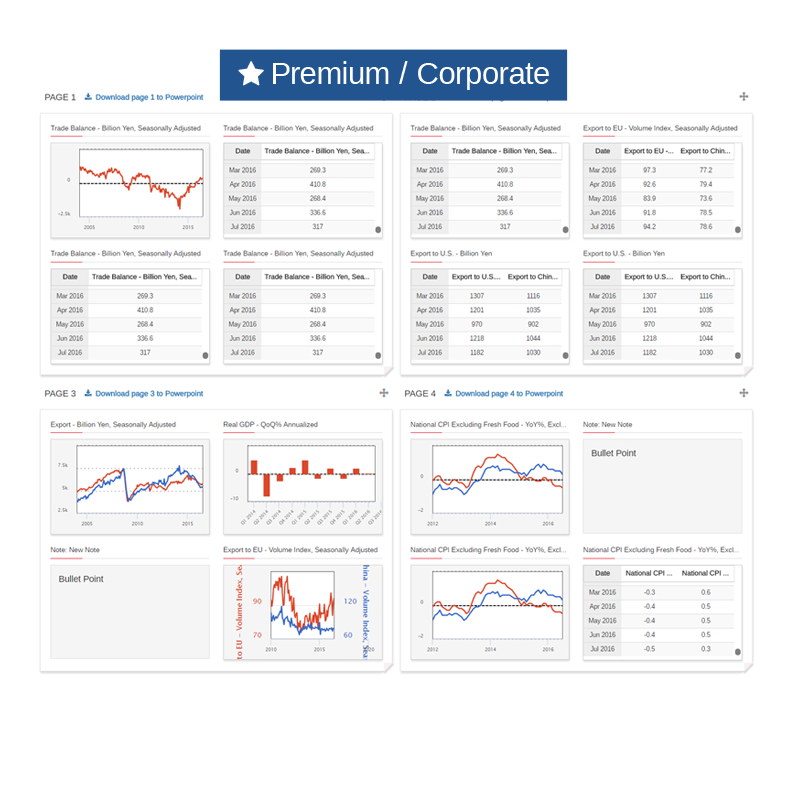 Premium / Corporate
PAGE 1 Download page 1 to Powerpoint
Trade Balance - Billion Yen, Seasonally Adjusted
0
-2.5k
2005 2010 2015
Trade Balance - Billion Yen, Seasonally Adjusted
Date Trade Balance - Billion Yen, Sea...
Mar 2016 269.3
Apr 2016 410.8
May 2016 268.4
Jun 2016 336.6
Jul 2016 317
Trade Balance - Billion Yen, Seasonally Adjusted
Date Trade Balance - Billion Yen, Sea...
Mar 2016 269.3
Apr 2016 410.8
May 2016 268.4
Jun 2016 336.6
Jul 2016 317
Trade Balance - Billion Yen, Seasonally Adjusted
Date Trade Balance - Billion Yen, Sea...
Mar 2016 269.3
Apr 2016 410.8
May 2016 268.4
Jun 2016 336.6
Jul 2016 317
Trade Balance - Billion Yen, Seasonally Adjusted
Date Trade Balance - Billion Yen, Sea...
Mar 2016 269.3
Apr 2016 410.8
May 2016 268.4
Jun 2016 336.6
Jul 2016 317
Export to EU - Volume Index, Seasonally Adjusted
Date Export to EU -... Export to Chin...
Mar 2016 97.3 77.2
Apr 2016 92.6 79.4
May 2016 83.9 73.6
Jun 2016 91.8 78.5
Jul 2016 94.2 78.6
Export to U.S. - Billion Yen
Date Export to U.S.... Export to Chin...
Mar 2016 1307 1116
Apr 2016 1201 1035
May 2016 970 902
Jun 2016 1218 1044
Jul 2016 1182 1030
Export to U.S. - Billion Yen
Date Export to U.S.... Export to Chin...
Mar 2016 1307 1116
Apr 2016 1201 1035
May 2016 970 902
Jun 2016 1218 1044
Jul 2016 1182 1030
PAGE 3 Download page 3 to Powerpoint
Export - Billion Yen, Seasonally Adjusted
7.5k
5k
2.5k
2005 2010 2015
Real GDP - QoQ% Annualized
0
-10
Note: New Note
Bullet Point
Export to EU - Volume Index, Seasonally Adjusted
to EU - Volume Index, Sea
90 120
70 60
hina - Volume Index, Sea
2010 2015
PAGE 4 Download page 4 to Powerpoint
National CPI Excluding Fresh Food - YoY%, Excl...
0
-2
2012 2014 2016
Note: New Note
Bullet Point
National CPI Excluding Fresh Food - YoY%, Excl...
0
-2
2012 2014 2016
National CPI Excluding Fresh Food - YoY%, Excl...
Date National CPI ... National CPI ...
Mar 2016 -0.3 0.6
Apr 2016 -0.4 0.5
May 2016 -0.4 0.5
Jun 2016 -0.4 0.5
Jul 2016 -0.5 0.3